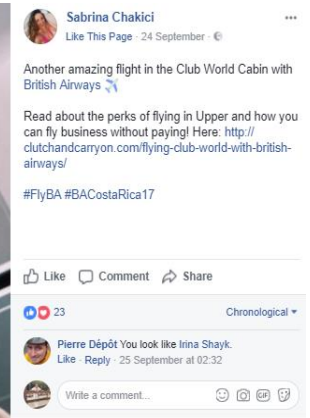 Sabrina Chakici
Like This Page · 24 September ·
Another amazing flight in the Club World Cabin with
British Airways
Read about the perks of flying in Upper and how you
can fly business without paying! Here: http://
clutchandcarryon.com/flying-club-world-with-british-
airways/
#FlyBA #BACostaRica17
Like Comment Share
23 Chronological
Pierre Dépôt You look like Irina Shayk.
Like · Reply · 25 September at 02:32
Write a comment... GIF